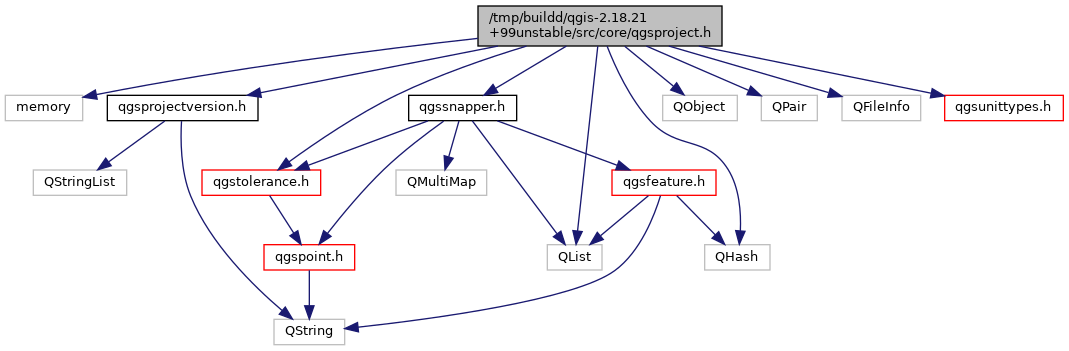 /tmp/buildd/qgis-2.18.21
+99unstable/src/core/qgsproject.h
memory
qgsprojectversion.h
qgssnapper.h
QObject
QPair
QFileInfo
qgsunittypes.h
QStringList
qgstolerance.h
QMultiMap
qgsfeature.h
qgspoint.h
QList
QHash
QString